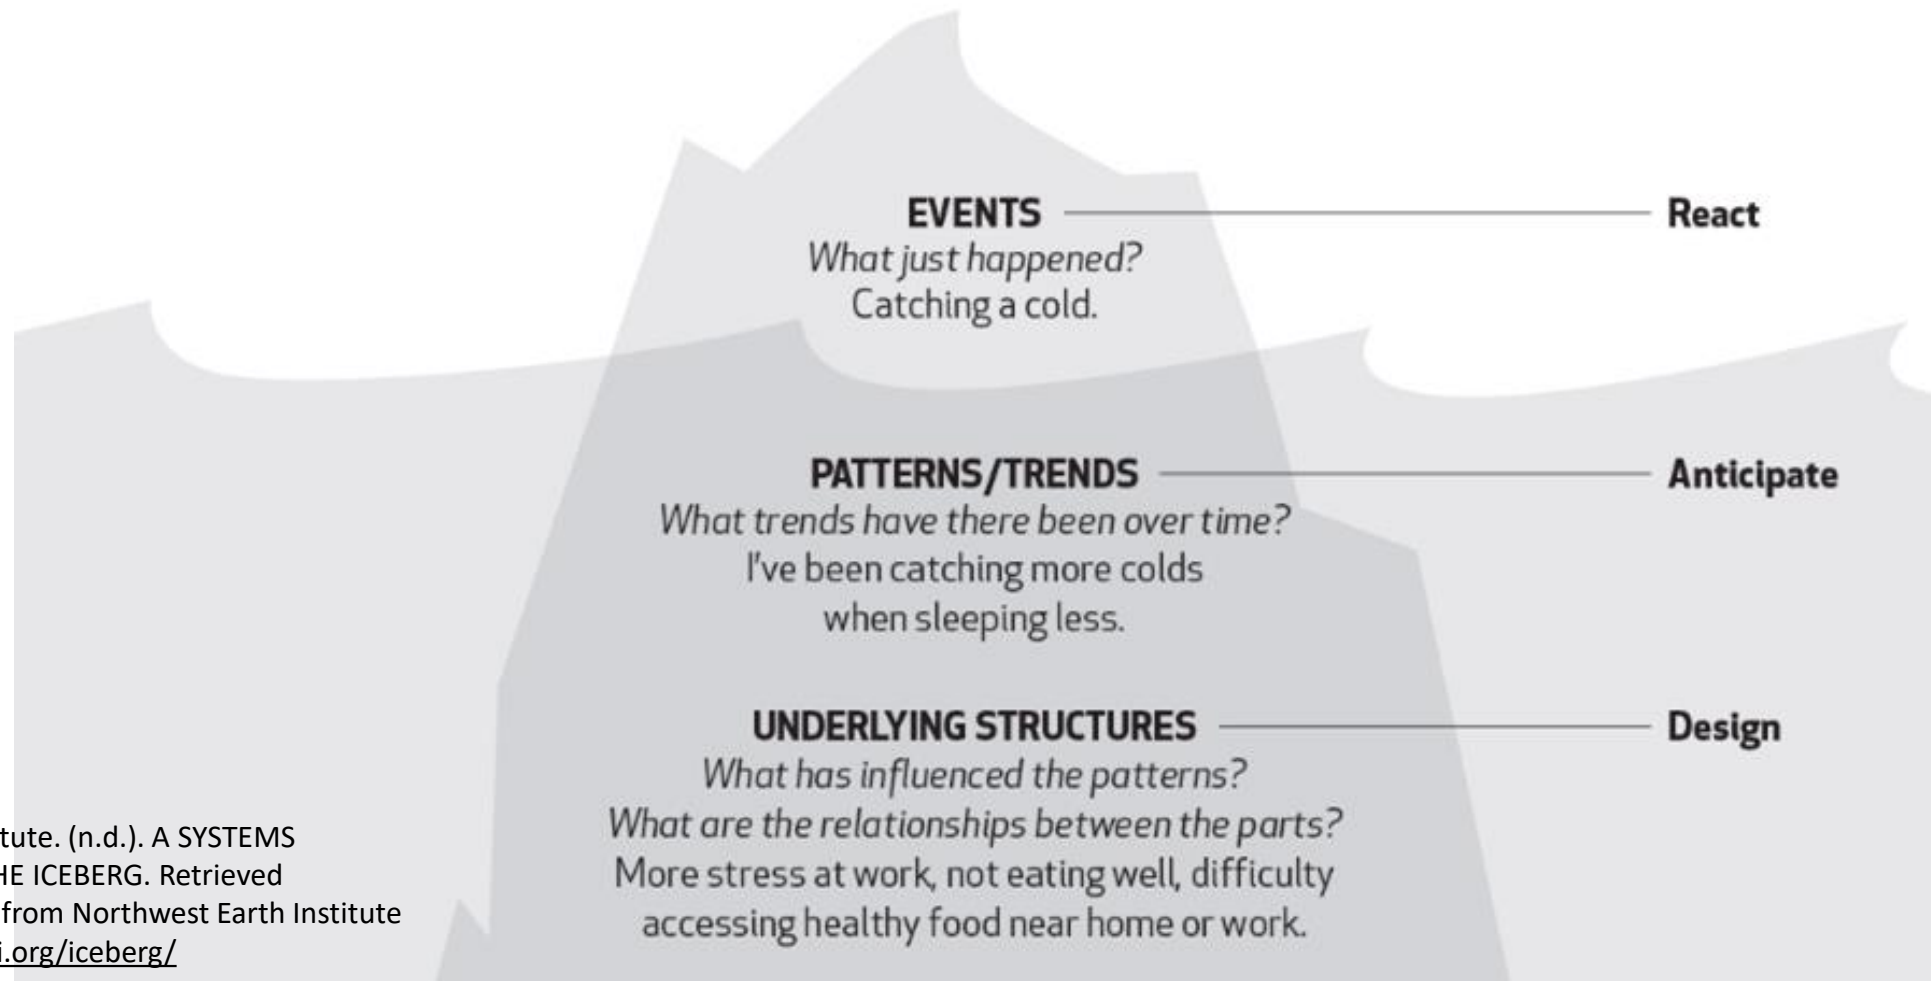 EVENTS React
What just happened?
Catching a cold.
PATTERNS/TRENDS Anticipate
What trends have there been over time?
I've been catching more colds
when sleeping less.
UNDERLYING STRUCTURES Design
What has influenced the patterns?
What are the relationships between the parts?
More stress at work, not eating well, difficulty
accessing healthy food near home or work.
tute. (n.d.). A SYSTEMS
HE ICEBERG. Retrieved
from Northwest Earth Institute
i.org/iceberg/